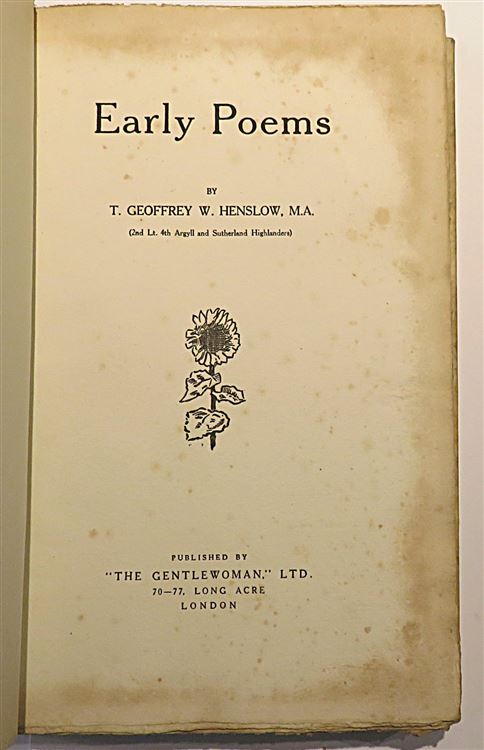 Early Poems
BY
T. GEOFFREY W. HENSLOW, M.A.
(2nd Lt. 4th Argyll and Sutherland Highlanders)
PUBLISHED BY
"THE GENTLEWOMAN," LTD.
70—77, LONG ACRE
LONDON